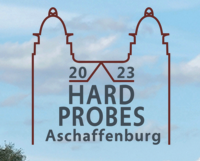 20 23
HARD
PROBES
Aschaffenburg